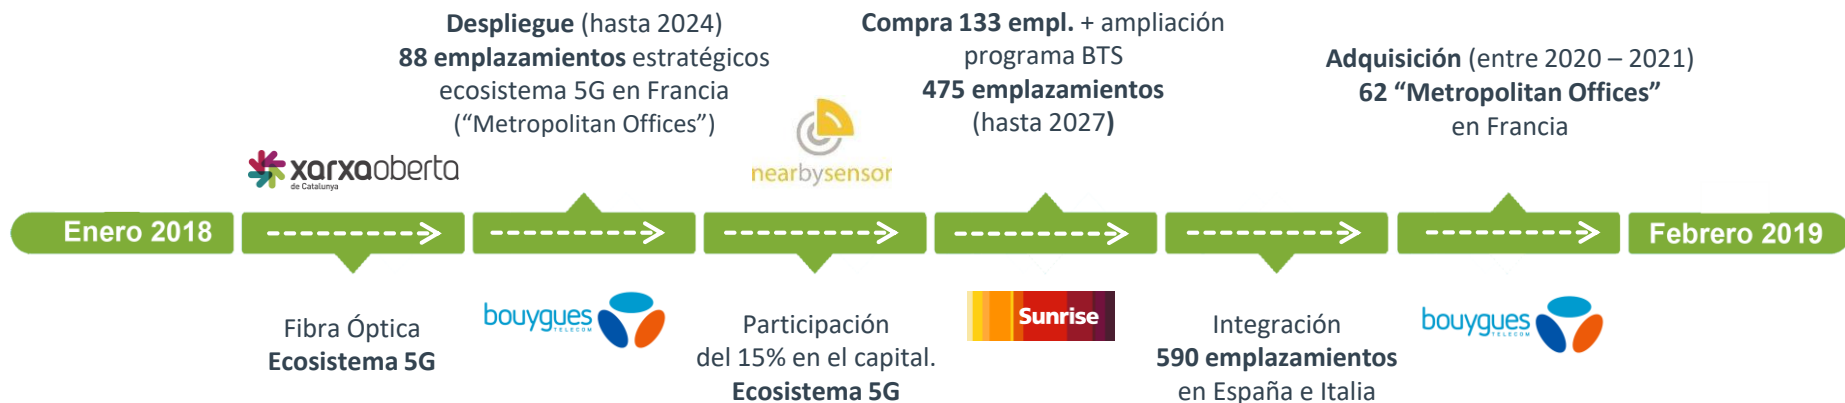 Despliegue (hasta 2024)
88 emplazamientos estratégicos
ecosistema 5G en Francia
(“Metropolitan Offices”)
Compra 133 empl. + ampliación
programa BTS
475 emplazamientos
(hasta 2027)
Adquisición (entre 2020 – 2021)
62 “Metropolitan Offices”
en Francia
xarxaoberta
de Catalunya
nearbysensor
Enero 2018
Febrero 2019
Fibra Óptica
Ecosistema 5G
bouygues
TELECOM
Participación
del 15% en el capital.
Ecosistema 5G
Sunrise
Integración
590 emplazamientos
en España e Italia
bouygues
TELECOM